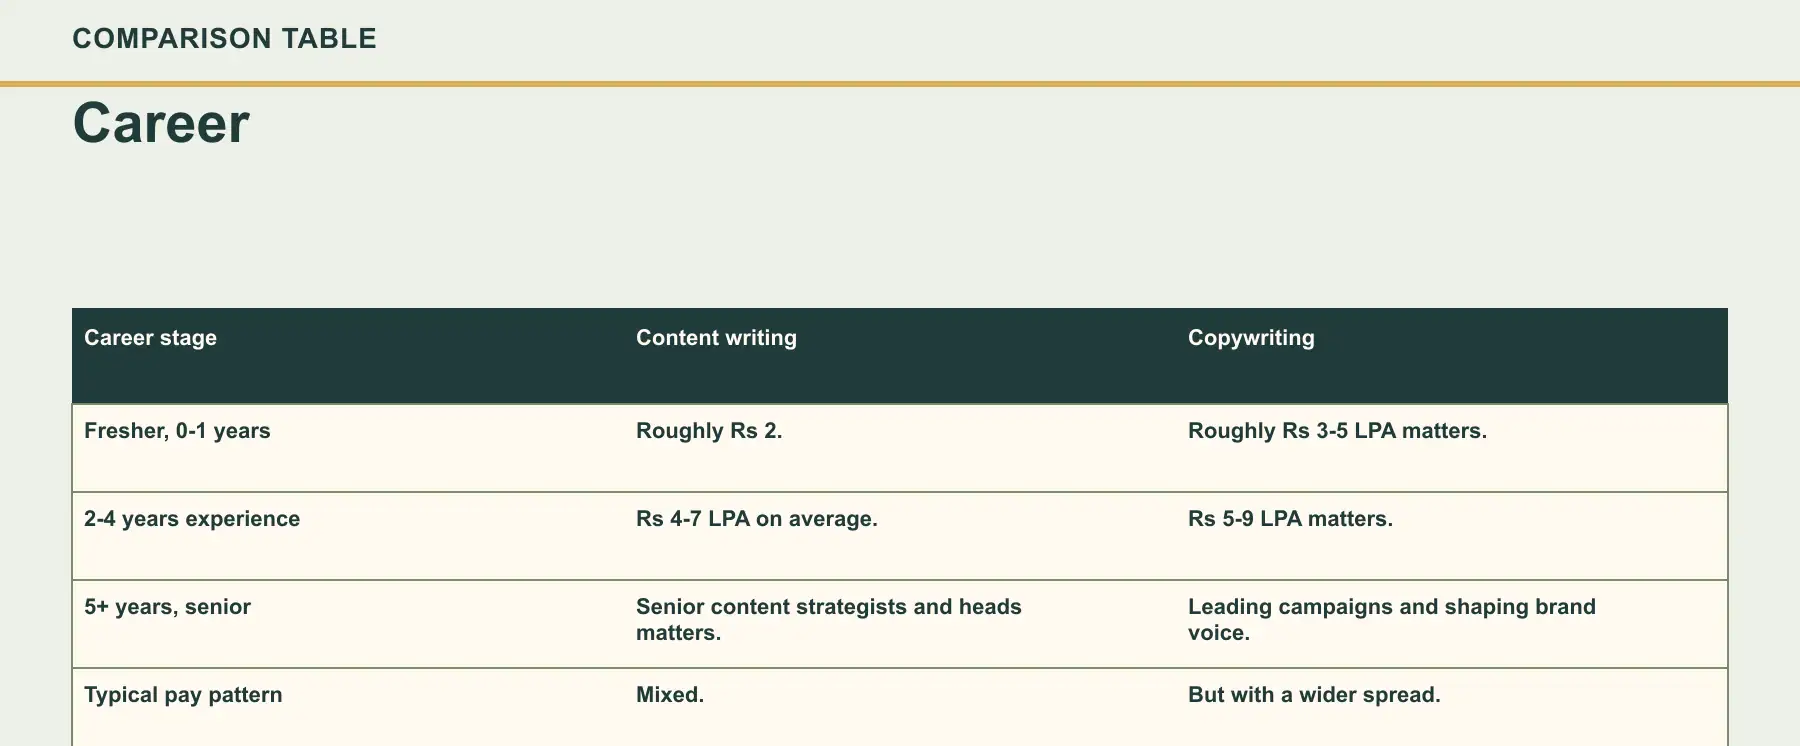 COMPARISON TABLE
Career
Career stage
Content writing
Copywriting
Fresher, 0-1 years
Roughly Rs 2.
Roughly Rs 3-5 LPA matters.
2-4 years experience
Rs 4-7 LPA on average.
Rs 5-9 LPA matters.
5+ years, senior
Senior content strategists and heads
matters.
Leading campaigns and shaping brand
voice.
Typical pay pattern
Mixed.
But with a wider spread.